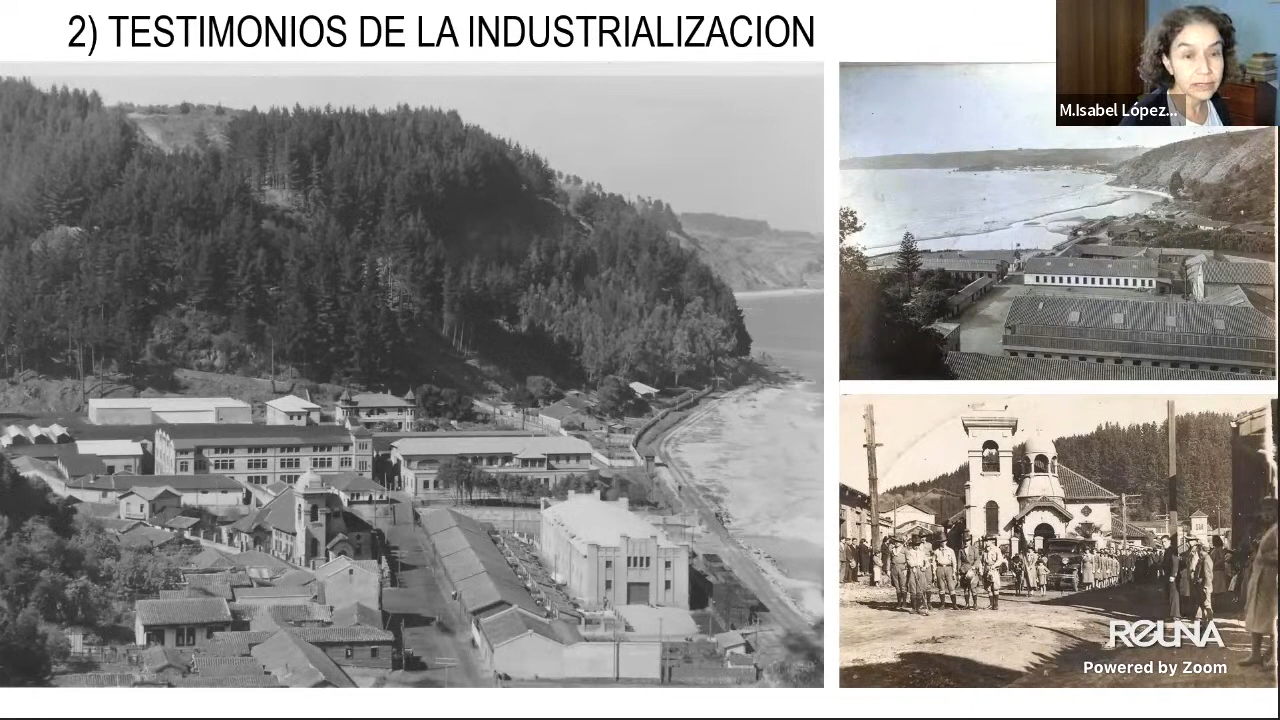 2) TESTIMONIOS DE LA INDUSTRIALIZACION
M.Isabel López...
REUNA
Powered by Zoom